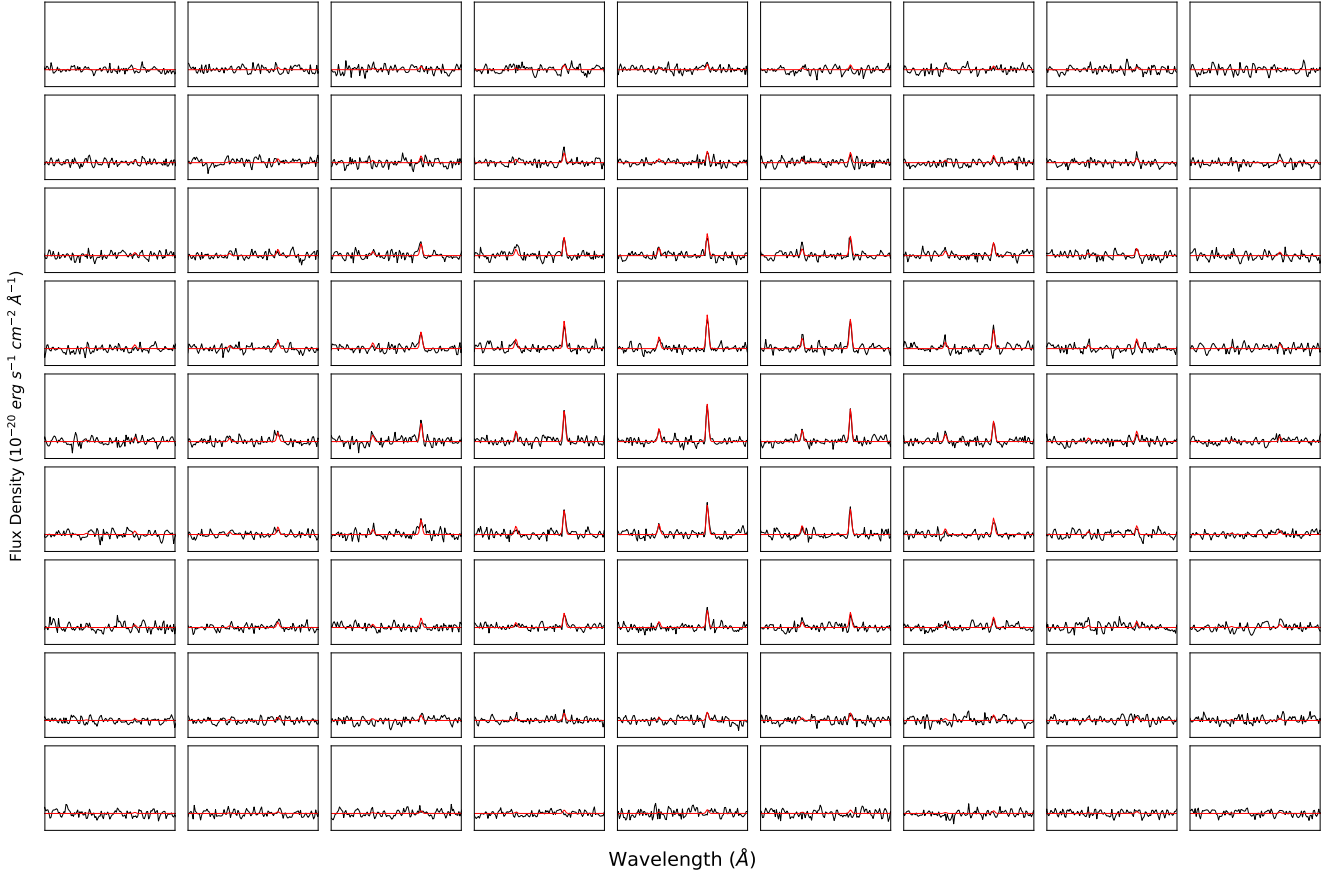 Flux Density (10⁻²⁰ erg s⁻¹ cm⁻² Å⁻¹)
Wavelength (Å)